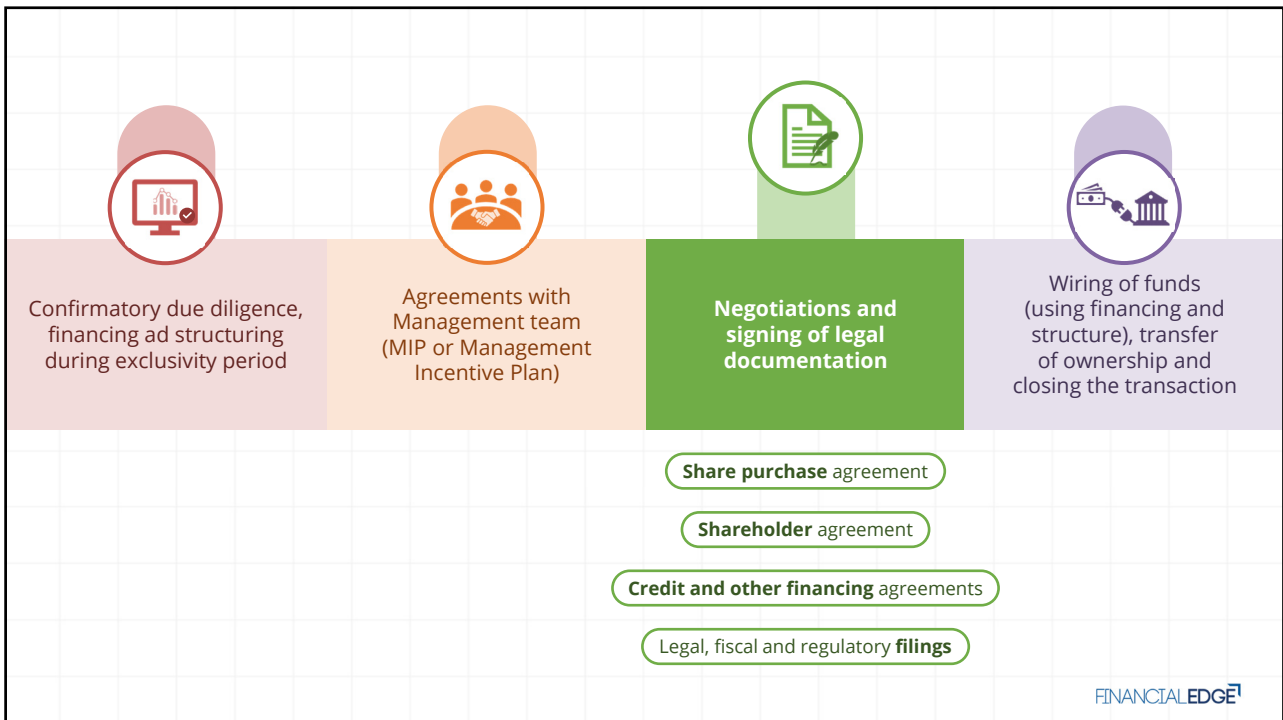 Confirmatory due diligence,
financing ad structuring
during exclusivity period
Agreements with
Management team
(MIP or Management
Incentive Plan)
Negotiations and
signing of legal
documentation
Wiring of funds
(using financing and
structure), transfer
of ownership and
closing the transaction
Share purchase agreement
Shareholder agreement
Credit and other financing agreements
Legal, fiscal and regulatory filings
FINANCIALEDGE